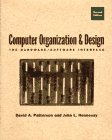 Computer Organization & Design
THE HARDWARE/SOFTWARE INTERFACE
David A. Patterson and John L. Hennessy